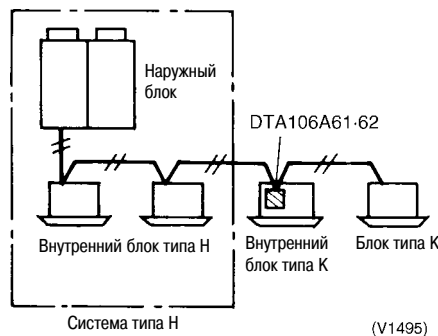 Наружный
блок
DTA106A61·62
Внутренний блок типа H
Внутренний
блок типа K
Блок типа K
Система типа H
(V1495)